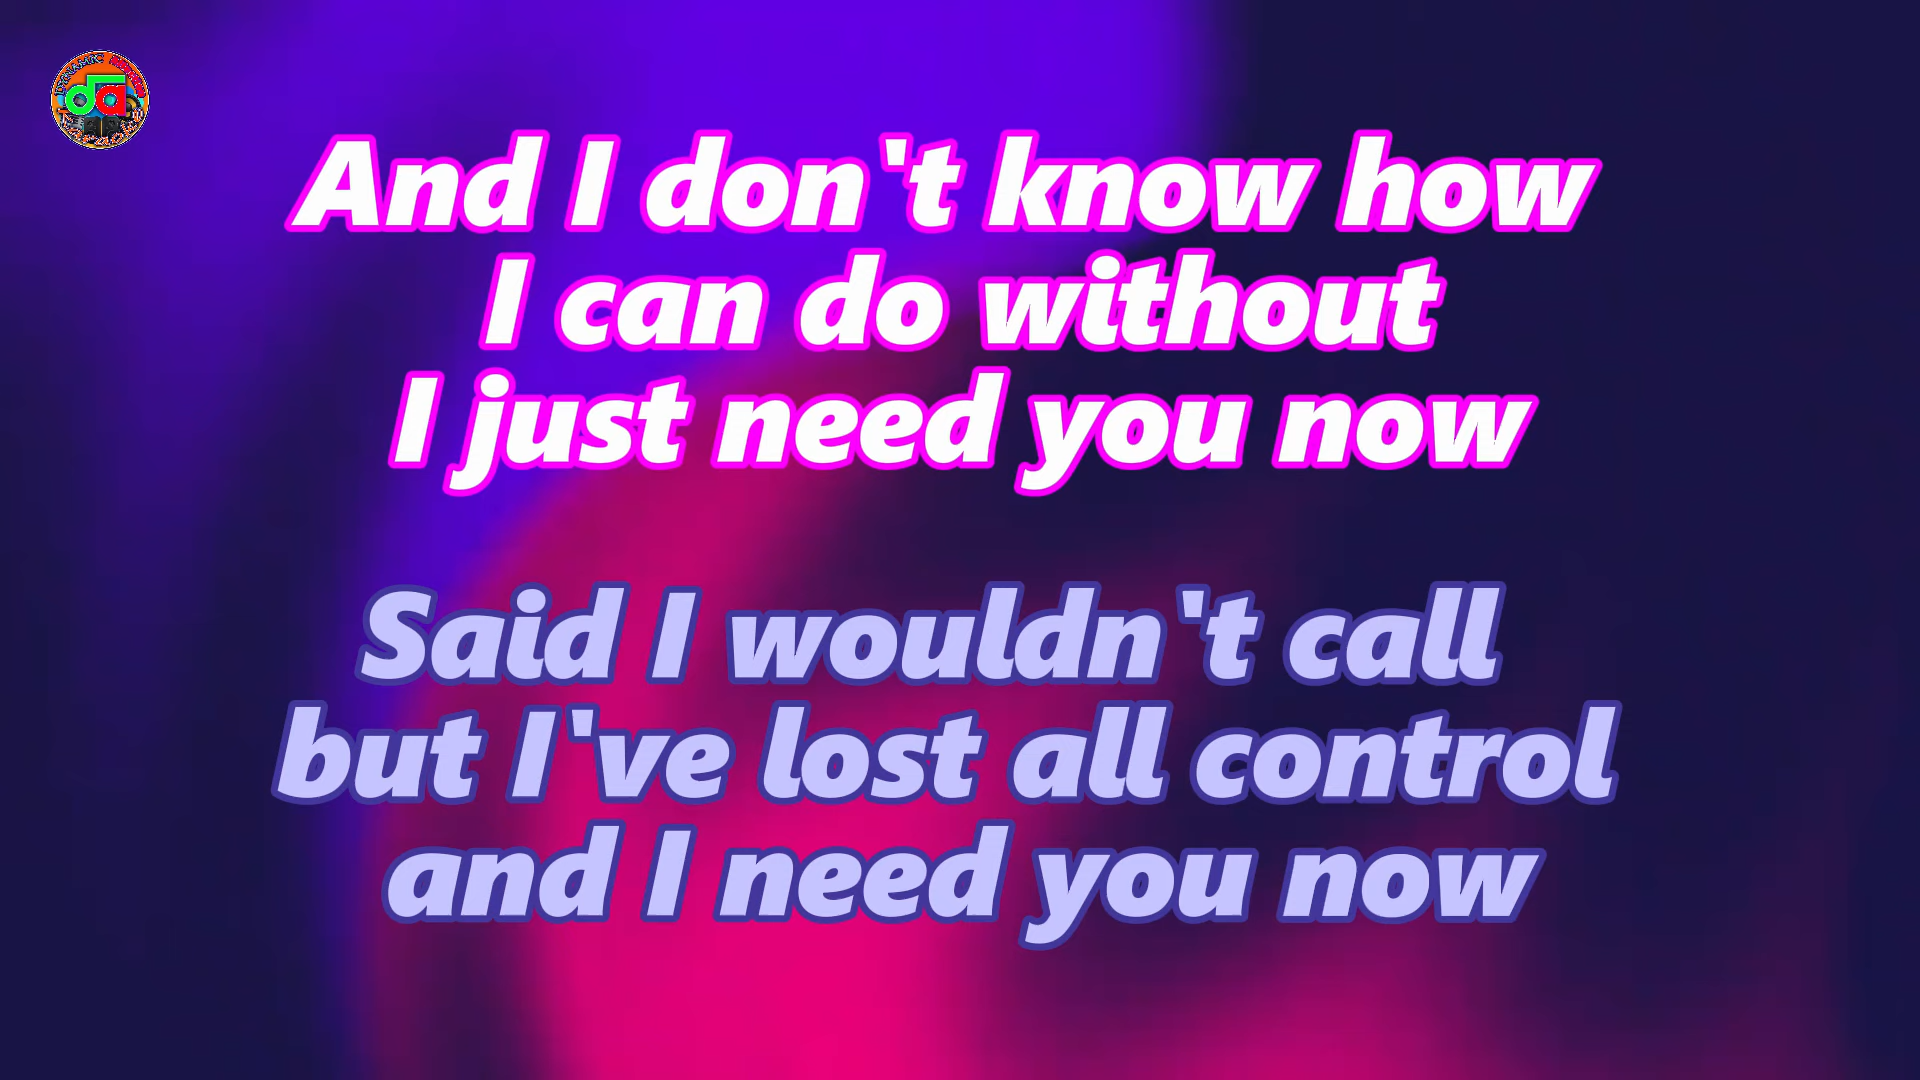 da
And I don't know how
I can do without
I just need you now
Said I wouldn't call
but I've lost all control
and I need you now